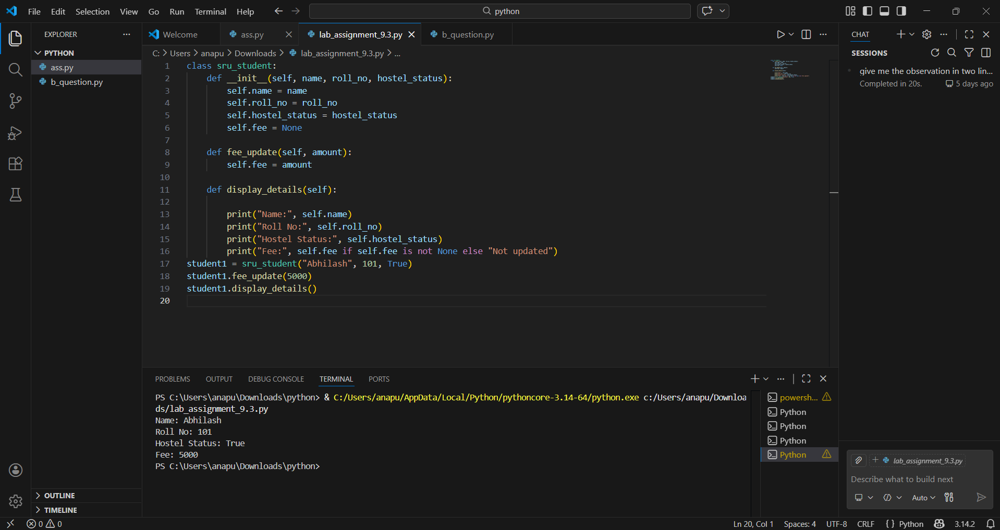 File Edit Selection View Go Run Terminal Help
python
EXPLORER
PYTHON
ass.py
b_question.py
OUTLINE
TIMELINE
Welcome
ass.py
lab_assignment_9.3.py
b_question.py
C: > Users > anapu > Downloads > lab_assignment_9.3.py > ...
1 class sru_student:
2     def __init__(self, name, roll_no, hostel_status):
3         self.name = name
4         self.roll_no = roll_no
5         self.hostel_status = hostel_status
6         self.fee = None
7
8     def fee_update(self, amount):
9         self.fee = amount
10
11     def display_details(self):
12
13         print("Name:", self.name)
14         print("Roll No:", self.roll_no)
15         print("Hostel Status:", self.hostel_status)
16         print("Fee:", self.fee if self.fee is not None else "Not updated")
17 student1 = sru_student("Abhilash", 101, True)
18 student1.fee_update(5000)
19 student1.display_details()
20
PROBLEMS OUTPUT DEBUG CONSOLE TERMINAL PORTS
PS C:\Users\anapu\Downloads\python> & C:/Users/anapu/AppData/Local/Python/pythoncore-3.14-64/python.exe c:/Users/anapu/Downloa
ds/lab_assignment_9.3.py
Name: Abhilash
Roll No: 101
Hostel Status: True
Fee: 5000
PS C:\Users\anapu\Downloads\python>
powersh...
Python
Python
Python
Python
CHAT
SESSIONS
give me the observation in two lin...
Completed in 20s. 5 days ago
lab_assignment_9.3.py
Describe what to build next
Auto
0 0
Ln 20, Col 1 Spaces: 4 UTF-8 CRLF { } Python 3.14.2